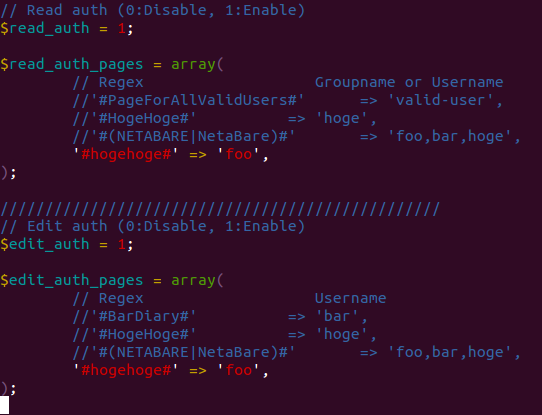 // Read auth (0:Disable, 1:Enable)
$read_auth = 1;
$read_auth_pages = array(
// Regex Groupname or Username
//'#PageForAllValidUsers#' => 'valid-user',
//'#HogeHoge#' => 'hoge',
//'#(NETABARE|NetaBare)#' => 'foo,bar,hoge',
'#hogehoge#' => 'foo',
);
/////////////////////////////////////////////////
// Edit auth (0:Disable, 1:Enable)
$edit_auth = 1;
$edit_auth_pages = array(
// Regex Username
//'#BarDiary#' => 'bar',
//'#HogeHoge#' => 'hoge',
//'#(NETABARE|NetaBare)#' => 'foo,bar,hoge',
'#hogehoge#' => 'foo',
);